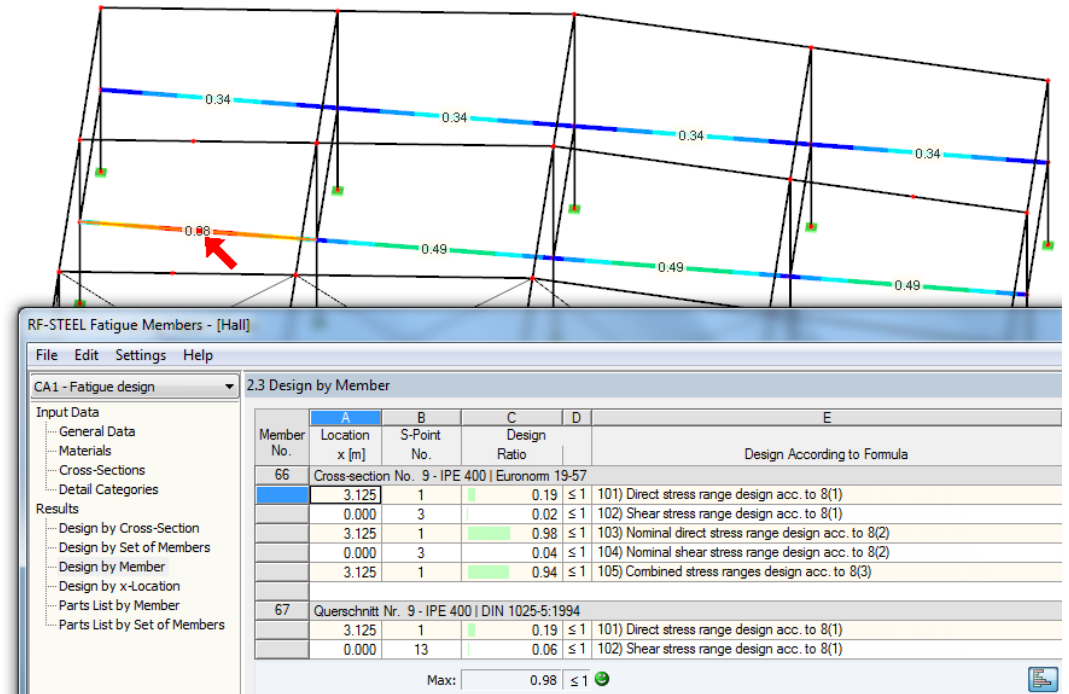 0.34
0.34
0.34
0.34
0.98
0.49
0.49
0.49
RF-STEEL Fatigue Members - [Hall]
File Edit Settings Help
CA1 - Fatigue design
2.3 Design by Member
Input Data
General Data
Materials
Cross-Sections
Detail Categories
Results
Design by Cross-Section
Design by Set of Members
Design by Member
Design by x-Location
Parts List by Member
Parts List by Set of Members
A B C D E
Member Location S-Point Design
No. x [m] No. Ratio Design According to Formula
66 Cross-section No. 9 - IPE 400 | Euronorm 19-57
3.125 1 0.19 ≤ 1 101) Direct stress range design acc. to 8(1)
0.000 3 0.02 ≤ 1 102) Shear stress range design acc. to 8(1)
3.125 1 0.98 ≤ 1 103) Nominal direct stress range design acc. to 8(2)
0.000 3 0.04 ≤ 1 104) Nominal shear stress range design acc. to 8(2)
3.125 1 0.94 ≤ 1 105) Combined stress ranges design acc. to 8(3)
67 Querschnitt Nr. 9 - IPE 400 | DIN 1025-5:1994
3.125 1 0.19 ≤ 1 101) Direct stress range design acc. to 8(1)
0.000 13 0.06 ≤ 1 102) Shear stress range design acc. to 8(1)
Max: 0.98 ≤ 1